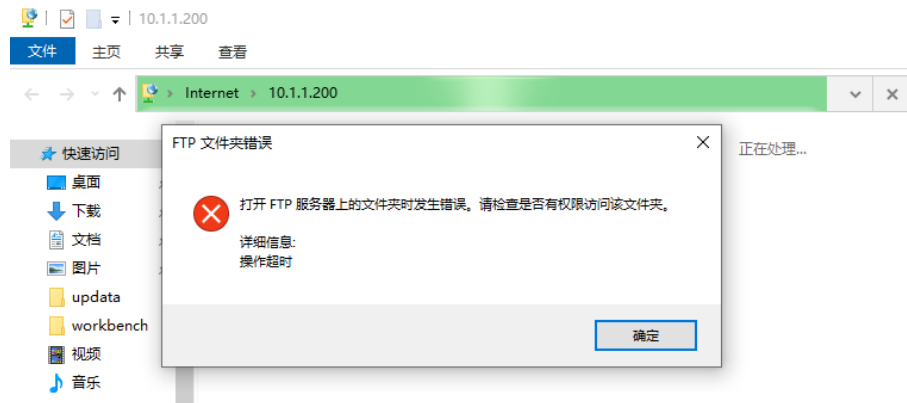 10.1.1.200
文件 主页 共享 查看
Internet 10.1.1.200
FTP 文件夹错误
正在处理...
快速访问
桌面
打开 FTP 服务器上的文件夹时发生错误。请检查是否有权限访问该文件夹。
下载
文档
详细信息:
操作超时
图片
updata
workbench
确定
视频
音乐